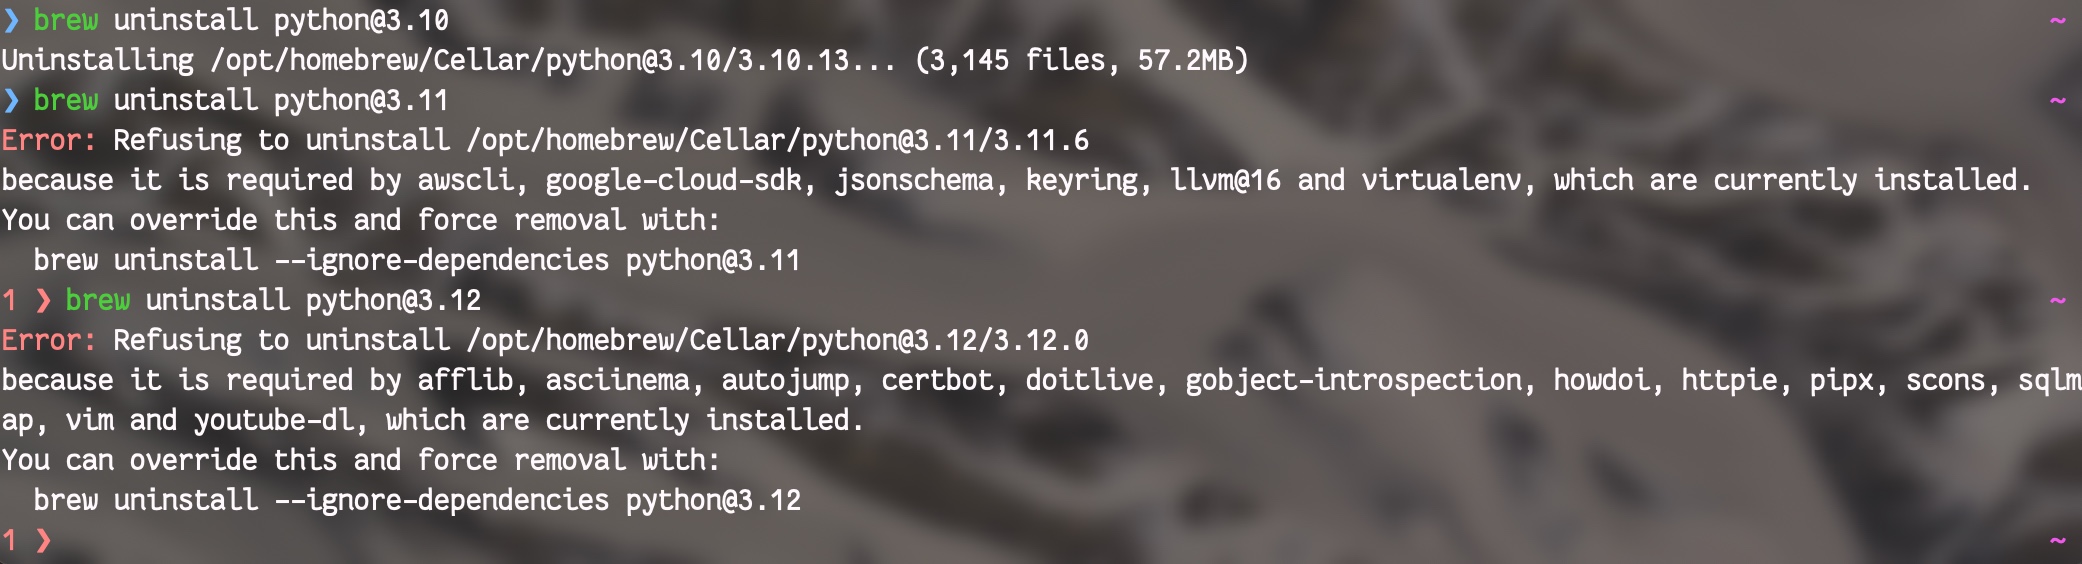 ❯ brew uninstall python@3.10 ~
Uninstalling /opt/homebrew/Cellar/python@3.10/3.10.13... (3,145 files, 57.2MB)
❯ brew uninstall python@3.11 ~
Error: Refusing to uninstall /opt/homebrew/Cellar/python@3.11/3.11.6
because it is required by awscli, google-cloud-sdk, jsonschema, keyring, llvm@16 and virtualenv, which are currently installed.
You can override this and force removal with:
  brew uninstall --ignore-dependencies python@3.11
1 ❯ brew uninstall python@3.12 ~
Error: Refusing to uninstall /opt/homebrew/Cellar/python@3.12/3.12.0
because it is required by afflib, asciinema, autojump, certbot, doitlive, gobject-introspection, howdoi, httpie, pipx, scons, sqlm
ap, vim and youtube-dl, which are currently installed.
You can override this and force removal with:
  brew uninstall --ignore-dependencies python@3.12
1 ❯ ~